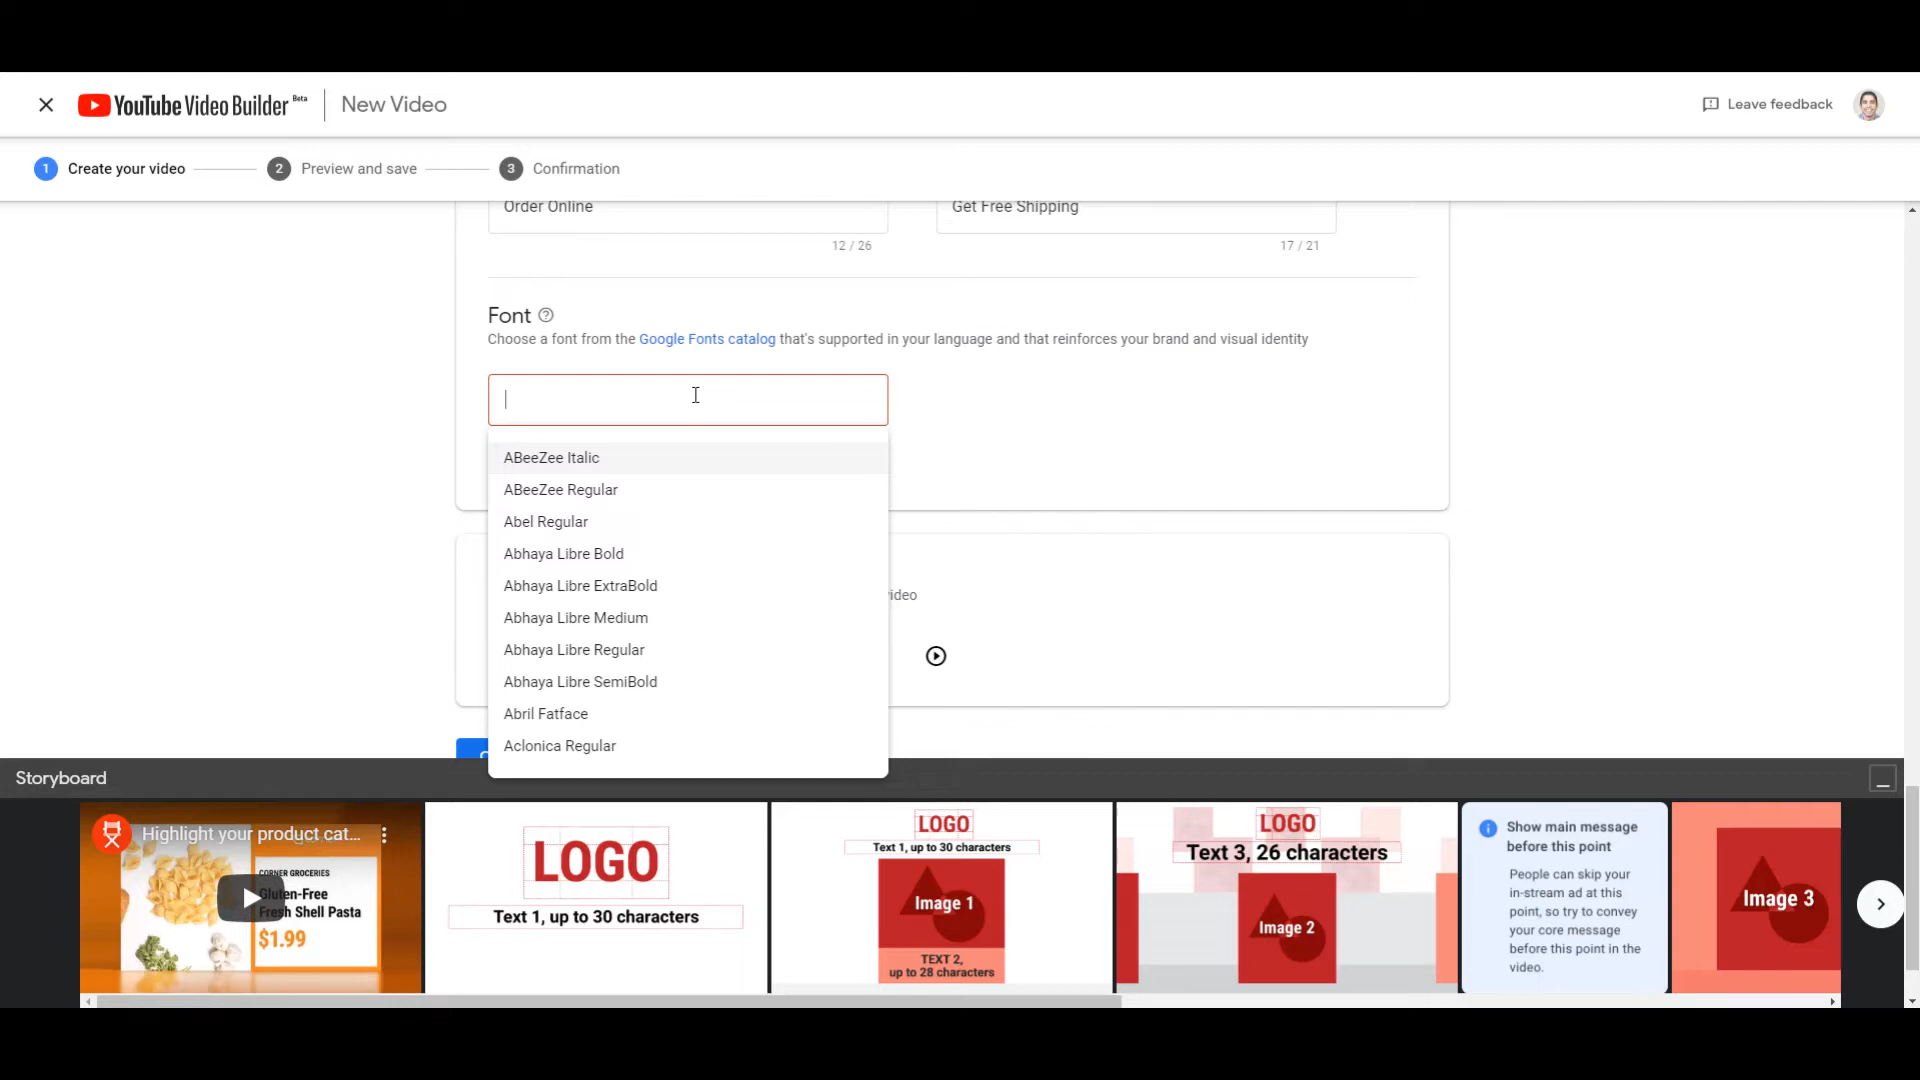 YouTube Video Builder Beta
New Video
Leave feedback
1 Create your video
2 Preview and save
3 Confirmation
Order Online
Get Free Shipping
12 / 26
17 / 21
Font
Choose a font from the Google Fonts catalog that's supported in your language and that reinforces your brand and visual identity
ABeeZee Italic
ABeeZee Regular
Abel Regular
Abhaya Libre Bold
Abhaya Libre ExtraBold
Abhaya Libre Medium
Abhaya Libre Regular
Abhaya Libre SemiBold
Abril Fatface
Aclonica Regular
Storyboard
Highlight your product cat...
CORNER GROCERIES
Gluten-Free
Fresh Shell Pasta
$1.99
LOGO
Text 1, up to 30 characters
LOGO
Text 1, up to 30 characters
Image 1
TEXT 2,
up to 28 characters
LOGO
Text 3, 26 characters
Image 2
Show main message
before this point
People can skip your
in-stream ad at this
point, so try to convey
your core message
before this point in the
video.
Image 3